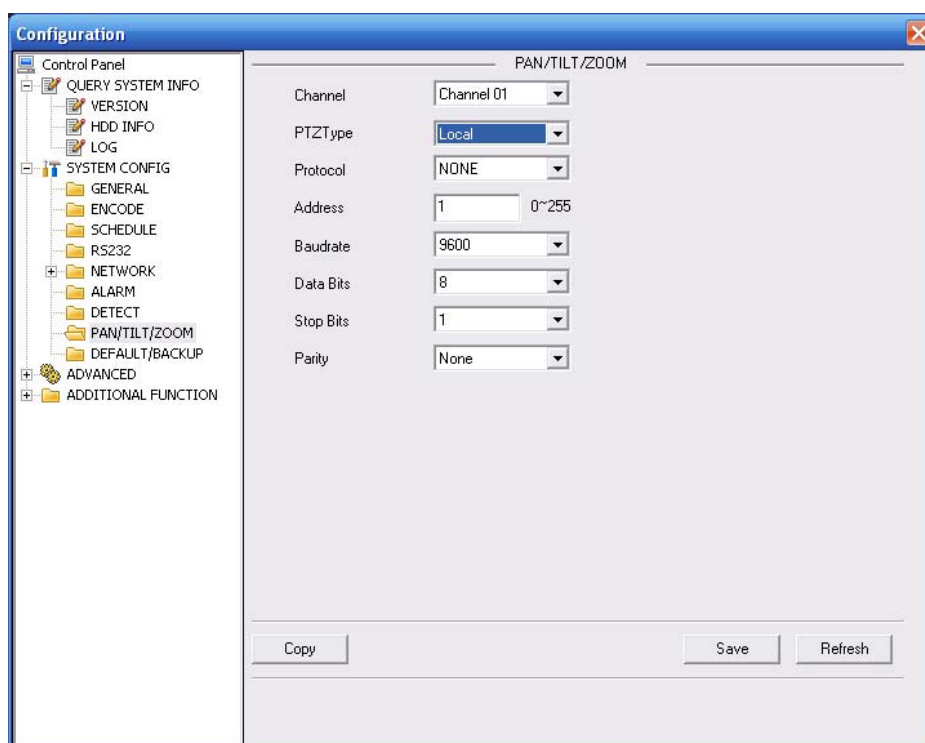 Configuration
Control Panel
QUERY SYSTEM INFO
VERSION
HDD INFO
LOG
SYSTEM CONFIG
GENERAL
ENCODE
SCHEDULE
RS232
NETWORK
ALARM
DETECT
PAN/TILT/ZOOM
DEFAULT/BACKUP
ADVANCED
ADDITIONAL FUNCTION
PAN/TILT/ZOOM
Channel Channel 01
PTZType Local
Protocol NONE
Address 1 0~255
Baudrate 9600
Data Bits 8
Stop Bits 1
Parity None
Copy Save Refresh